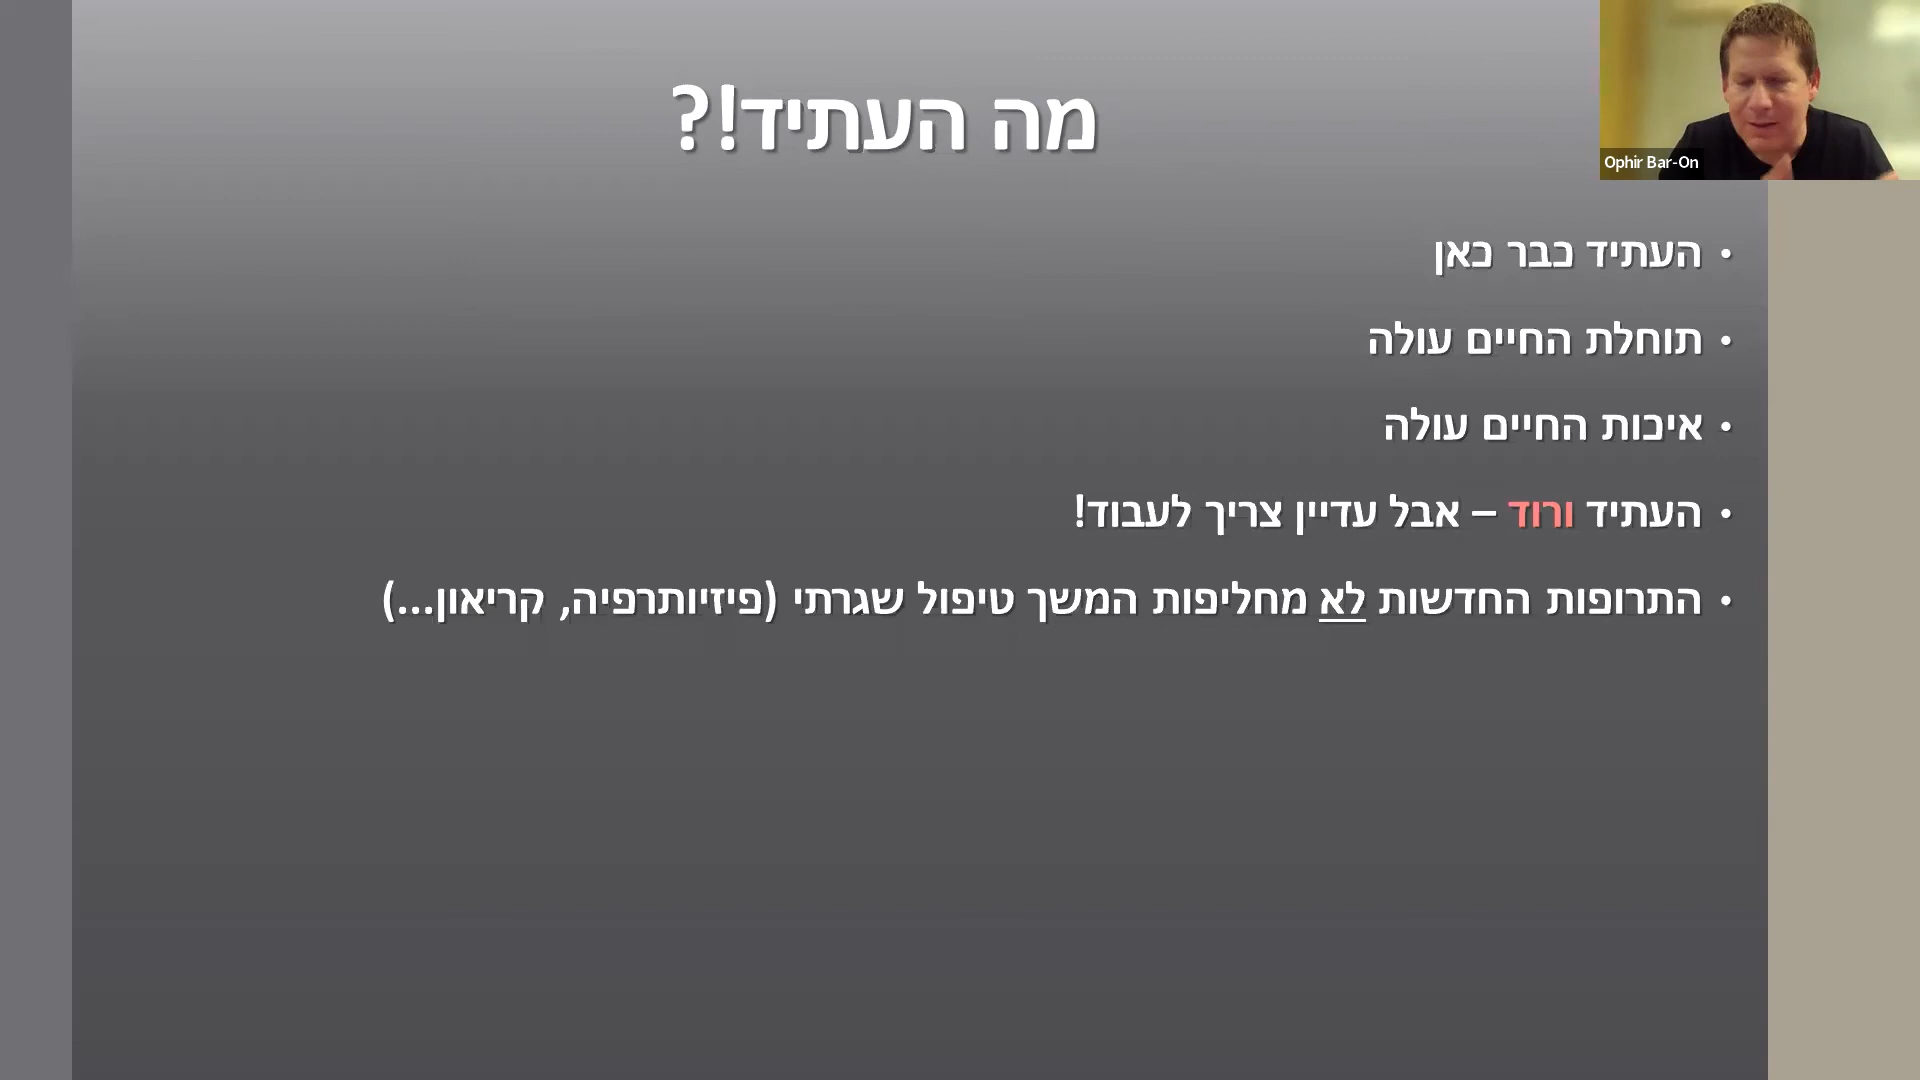 מה העתיד!?
Ophir Bar-On
• העתיד כבר כאן
• תוחלת החיים עולה
• איכות החיים עולה
• העתיד ורוד – אבל עדיין צריך לעבוד!
• התרופות החדשות לא מחליפות המשך טיפול שגרתי (פיזיותרפיה, קריאון...)